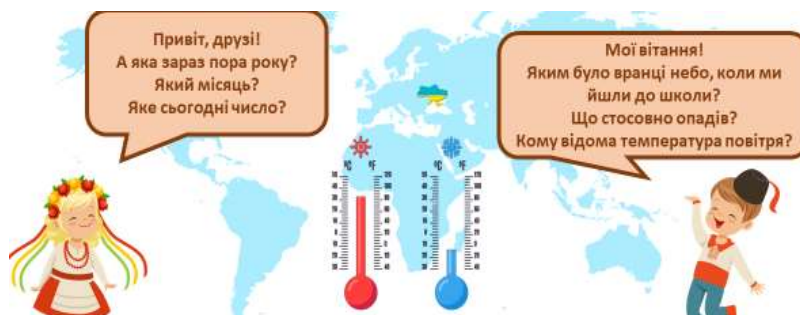 Привіт, друзі!
А яка зараз пора року?
Який місяць?
Яке сьогодні число?
Мої вітання!
Яким було вранці небо, коли ми
йшли до школи?
Що стосовно опадів?
Кому відома температура повітря?
°C °F
°C °F